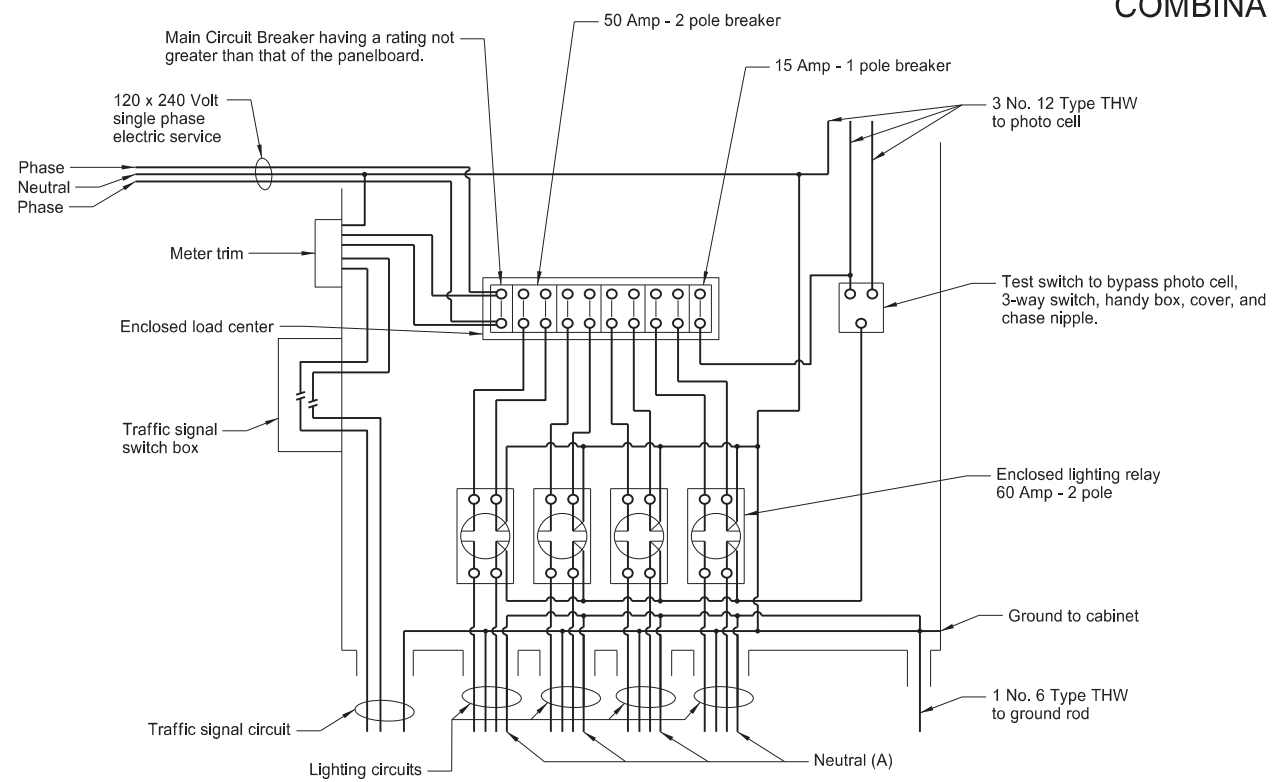 COMBINA
50 Amp - 2 pole breaker
Main Circuit Breaker having a rating not
greater than that of the panelboard.
15 Amp - 1 pole breaker
120 x 240 Volt
single phase
electric service
3 No. 12 Type THW
to photo cell
Phase
Neutral
Phase
Meter trim
Test switch to bypass photo cell,
3-way switch, handy box, cover, and
chase nipple.
Enclosed load center
Traffic signal
switch box
Enclosed lighting relay
60 Amp - 2 pole
Ground to cabinet
1 No. 6 Type THW
to ground rod
Traffic signal circuit
Neutral (A)
Lighting circuits